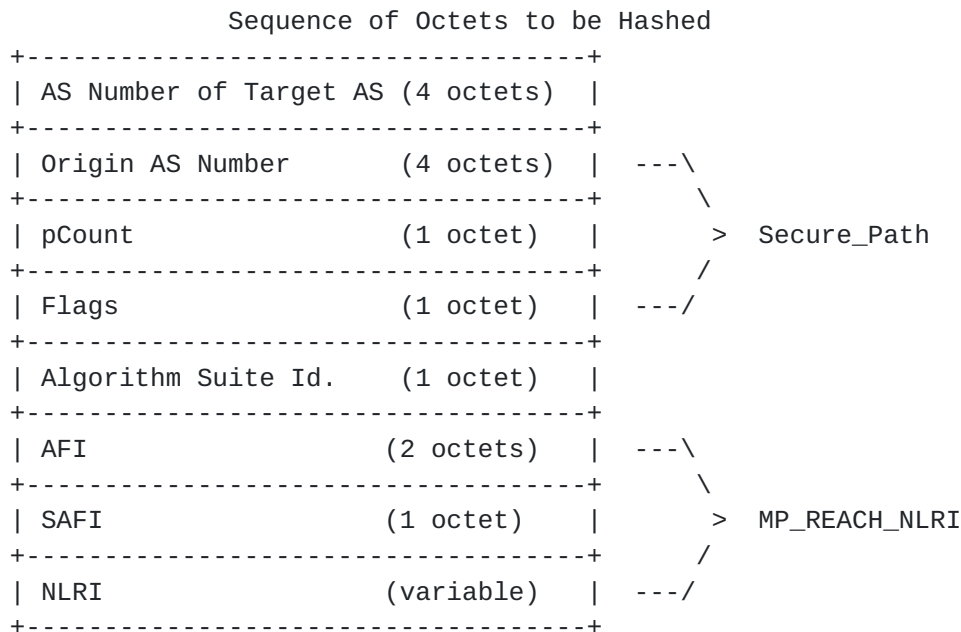 Sequence of Octets to be Hashed
+------------------------------------+
| AS Number of Target AS (4 octets)  |
+------------------------------------+
| Origin AS Number       (4 octets)  |  ---\
+------------------------------------+      \
| pCount                 (1 octet)   |       >  Secure_Path
+------------------------------------+      /
| Flags                  (1 octet)   |  ---/
+------------------------------------+
| Algorithm Suite Id.    (1 octet)   |
+------------------------------------+
| AFI                   (2 octets)   |  ---\
+------------------------------------+      \
| SAFI                  (1 octet)    |       >  MP_REACH_NLRI
+------------------------------------+      /
| NLRI                  (variable)   |  ---/
+------------------------------------+